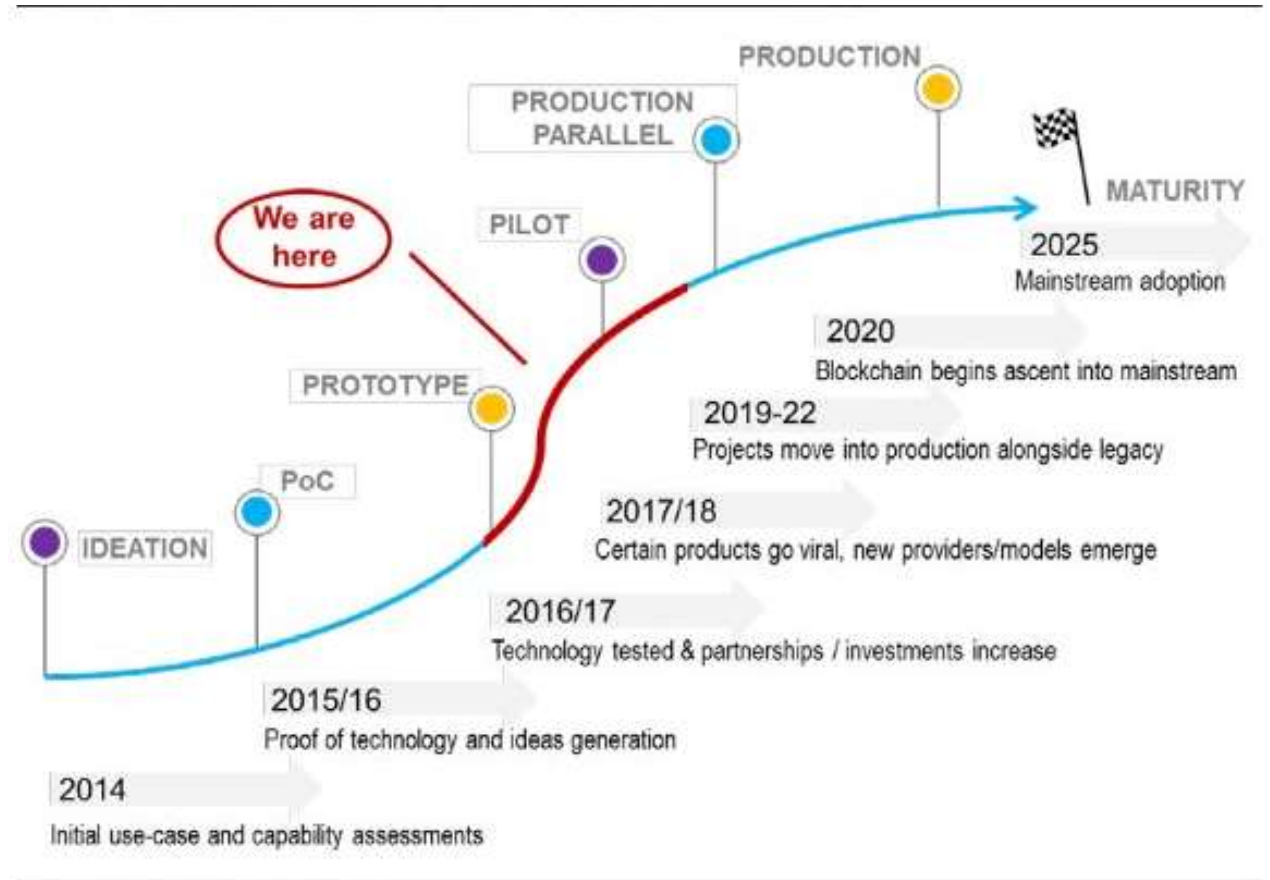 PRODUCTION
PRODUCTION
PARALLEL
MATURITY
We are
here
PILOT
2025
Mainstream adoption
2020
Blockchain begins ascent into mainstream
PROTOTYPE
2019-22
Projects move into production alongside legacy
PoC
2017/18
Certain products go viral, new providers/models emerge
IDEATION
2016/17
Technology tested & partnerships / investments increase
2015/16
Proof of technology and ideas generation
2014
Initial use-case and capability assessments